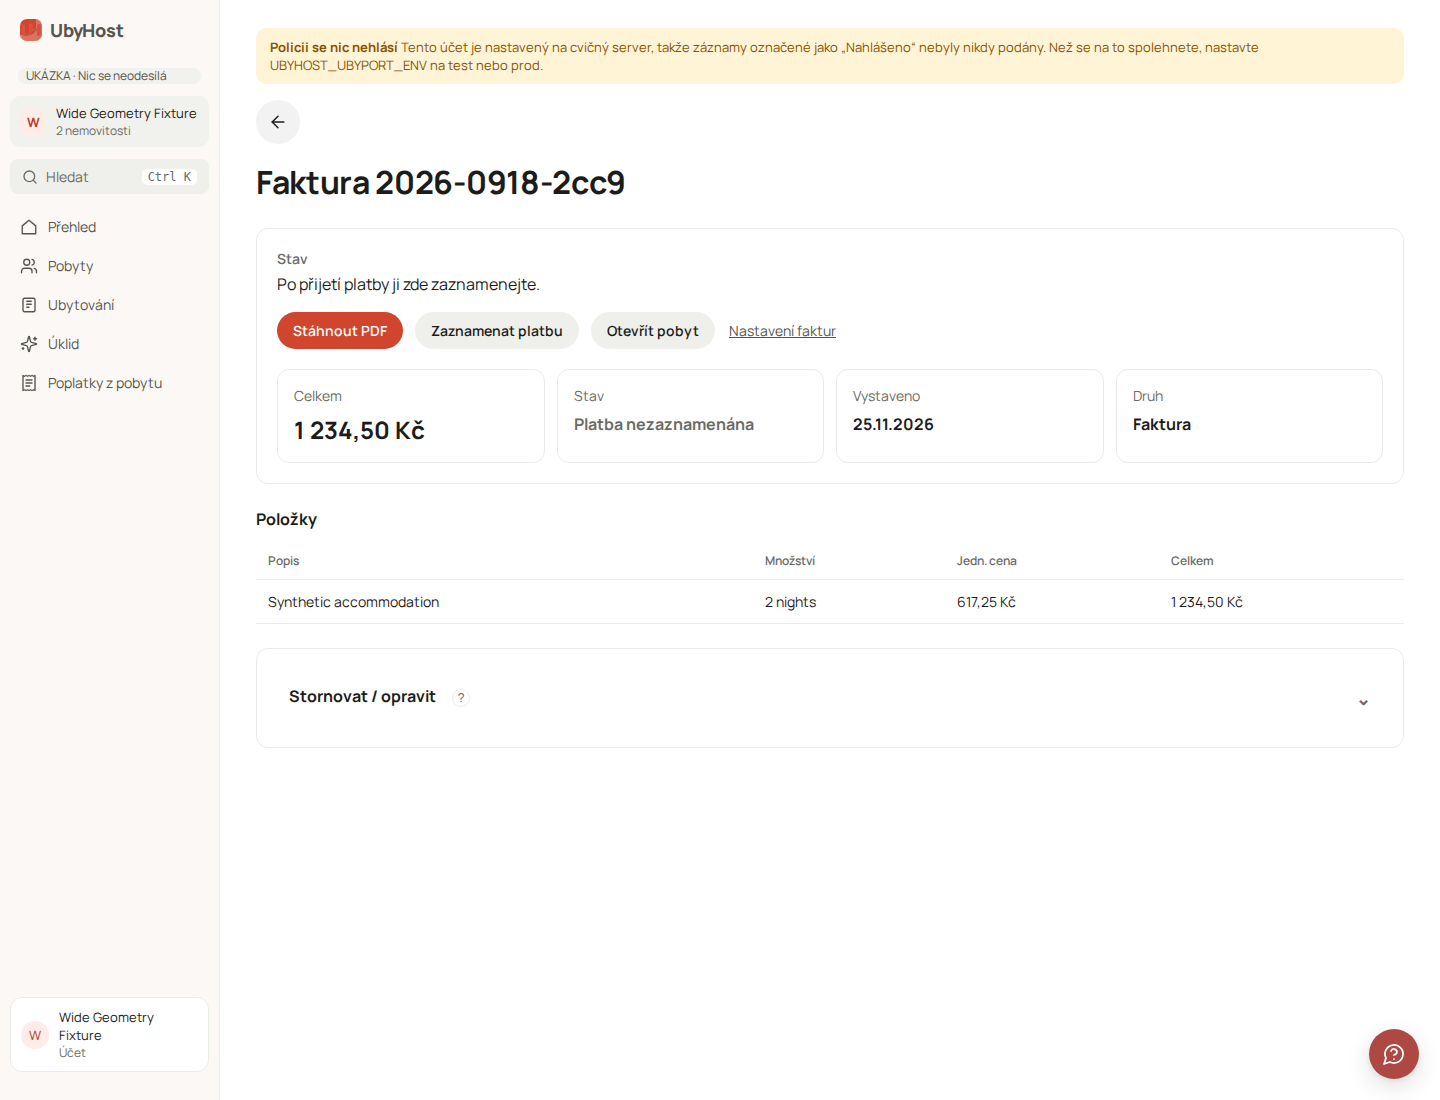 UbyHost
UKÁZKA · Nic se neodesílá
W
Wide Geometry Fixture
2 nemovitosti
Hledat
Ctrl K
Přehled
Pobyty
Ubytování
Úklid
Poplatky z pobytu
W
Wide Geometry
Fixture
Účet
Policii se nic nehlásí Tento účet je nastavený na cvičný server, takže záznamy označené jako „Nahlášeno“ nebyly nikdy podány. Než se na to spolehnete, nastavte
UBYHOST_UBYPORT_ENV na test nebo prod.
Faktura 2026-0918-2cc9
Stav
Po přijetí platby ji zde zaznamenejte.
Stáhnout PDF Zaznamenat platbu Otevřít pobyt Nastavení faktur
Celkem Stav Vystaveno Druh
1 234,50 Kč Platba nezaznamenána 25.11.2026 Faktura
Položky
Popis Množství Jedn. cena Celkem
Synthetic accommodation 2 nights 617,25 Kč 1 234,50 Kč
Stornovat / opravit ?